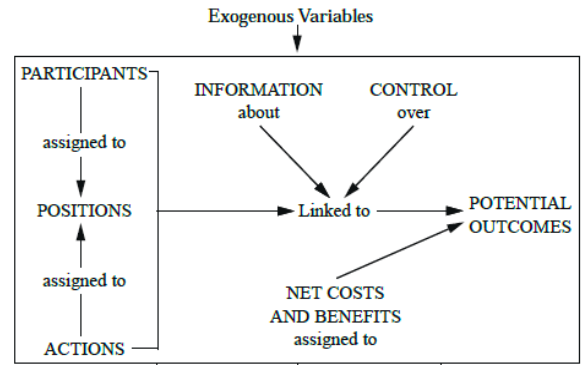 Exogenous Variables
PARTICIPANTS
INFORMATION
about
CONTROL
over
assigned to
POSITIONS
Linked to
POTENTIAL
OUTCOMES
assigned to
NET COSTS
AND BENEFITS
assigned to
ACTIONS